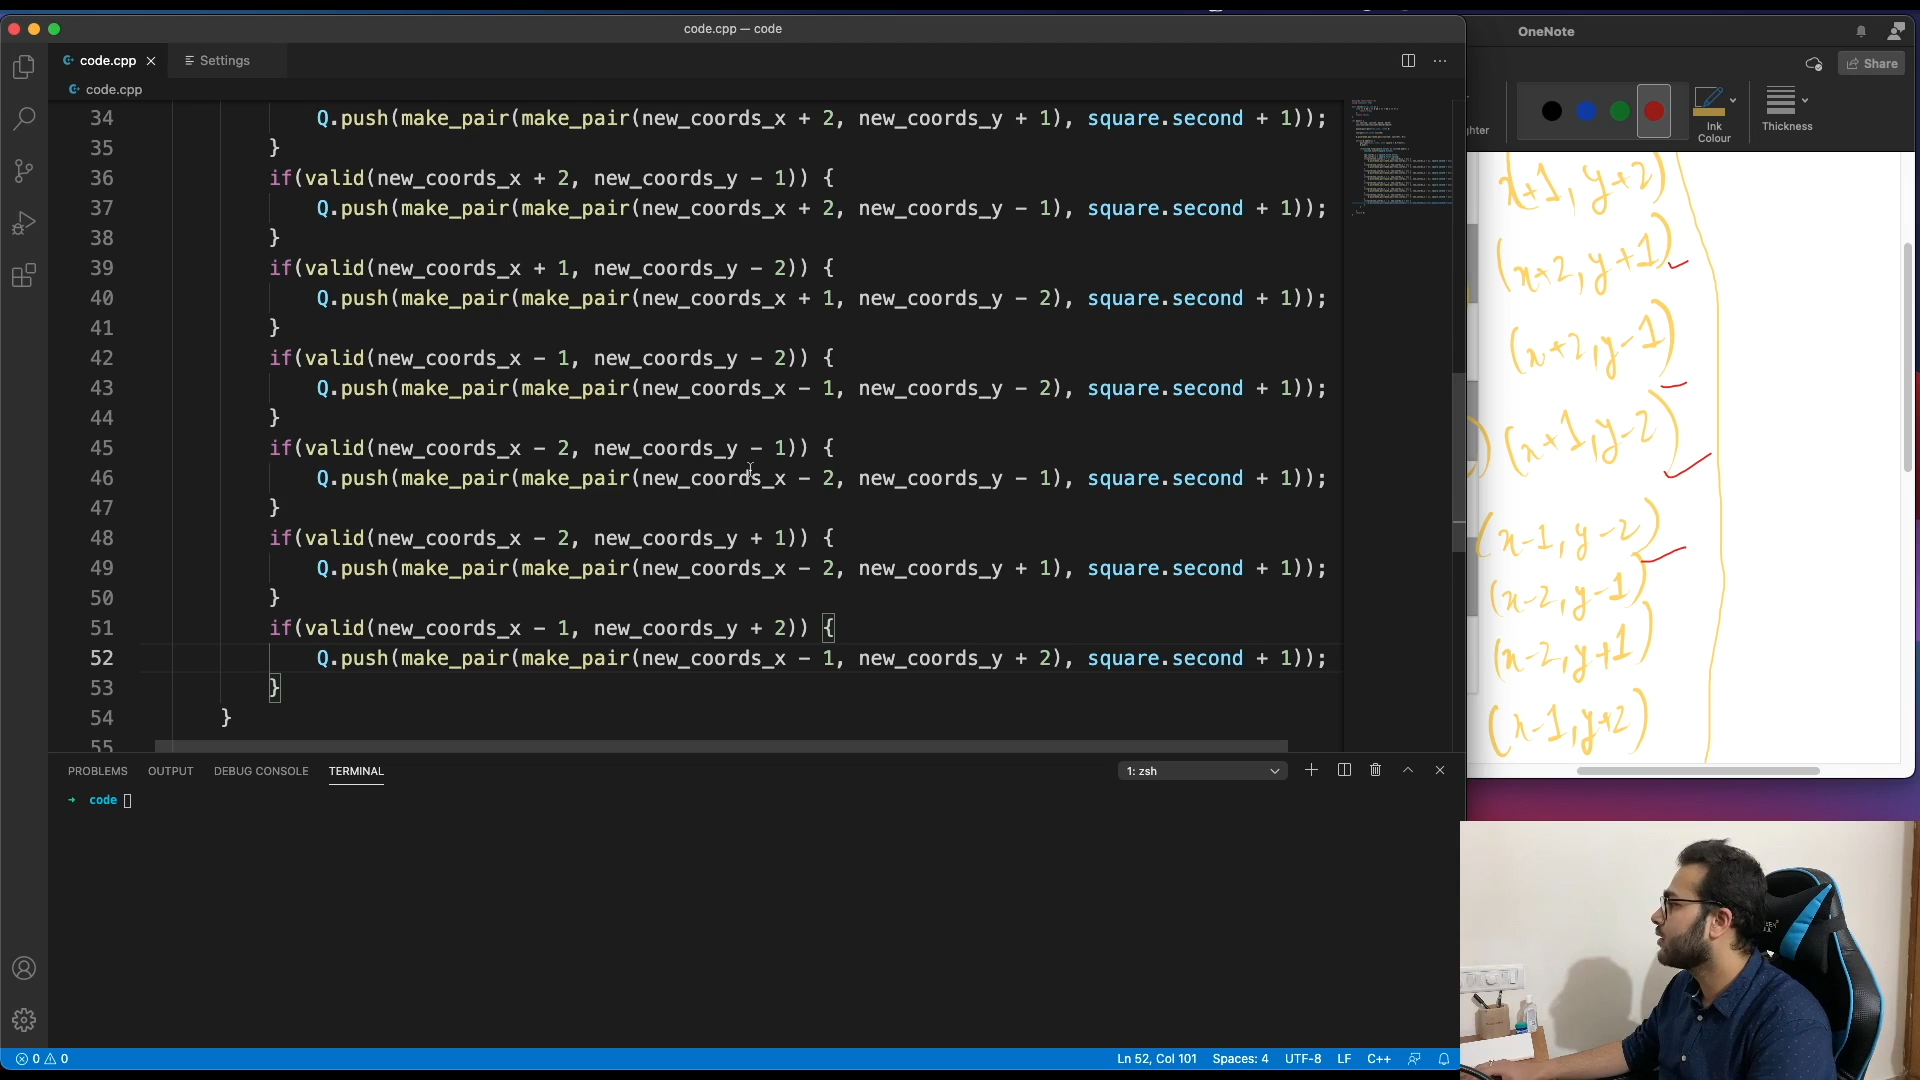 code.cpp — code
code.cpp
Settings
code.cpp
34 Q.push(make_pair(make_pair(new_coords_x + 2, new_coords_y + 1), square.second + 1));
35 }
36 if(valid(new_coords_x + 2, new_coords_y - 1)) {
37 Q.push(make_pair(make_pair(new_coords_x + 2, new_coords_y - 1), square.second + 1));
38 }
39 if(valid(new_coords_x + 1, new_coords_y - 2)) {
40 Q.push(make_pair(make_pair(new_coords_x + 1, new_coords_y - 2), square.second + 1));
41 }
42 if(valid(new_coords_x - 1, new_coords_y - 2)) {
43 Q.push(make_pair(make_pair(new_coords_x - 1, new_coords_y - 2), square.second + 1));
44 }
45 if(valid(new_coords_x - 2, new_coords_y - 1)) {
46 Q.push(make_pair(make_pair(new_coords_x - 2, new_coords_y - 1), square.second + 1));
47 }
48 if(valid(new_coords_x - 2, new_coords_y + 1)) {
49 Q.push(make_pair(make_pair(new_coords_x - 2, new_coords_y + 1), square.second + 1));
50 }
51 if(valid(new_coords_x - 1, new_coords_y + 2)) {
52 Q.push(make_pair(make_pair(new_coords_x - 1, new_coords_y + 2), square.second + 1));
53 }
54 }
55
PROBLEMS OUTPUT DEBUG CONSOLE TERMINAL
1: zsh
→ code
0 0
Ln 52, Col 101 Spaces: 4 UTF-8 LF C++
OneNote
Share
hter
Ink
Colour
Thickness
x+1, y+2)
(x+2, y+1)
(x+2, y-1)
) (x+1, y-2)
(x-1, y-2)
(x-2, y-1)
(x-2, y+1)
(x-1, y+2)